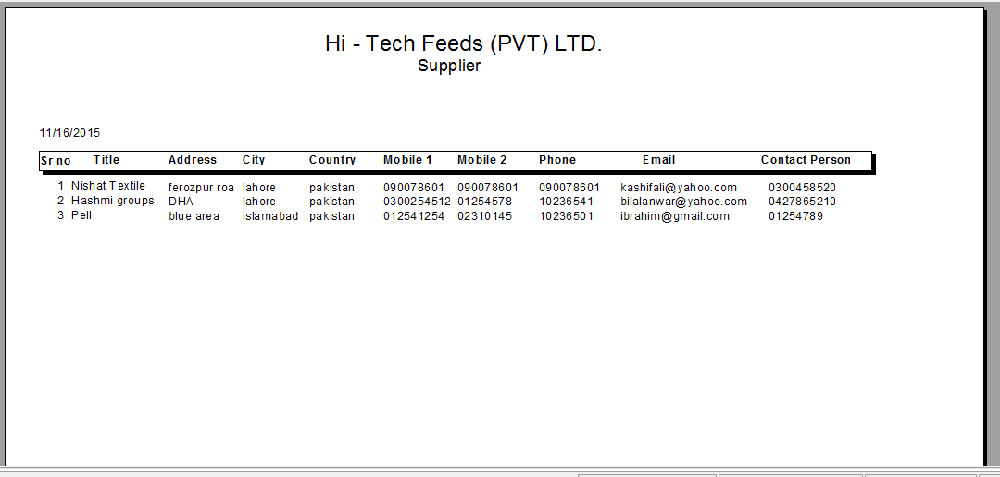 Hi - Tech Feeds (PVT) LTD.
Supplier
11/16/2015
Sr no Title Address City Country Mobile 1 Mobile 2 Phone Email Contact Person
1 Nishat Textile ferozpur roa lahore pakistan 090078601 090078601 090078601 kashifali@yahoo.com 0300458520
2 Hashmi groups DHA lahore pakistan 0300254512 01254578 10236541 bilalanwar@yahoo.com 0427865210
3 Pell blue area islamabad pakistan 012541254 02310145 10236501 ibrahim@gmail.com 01254789